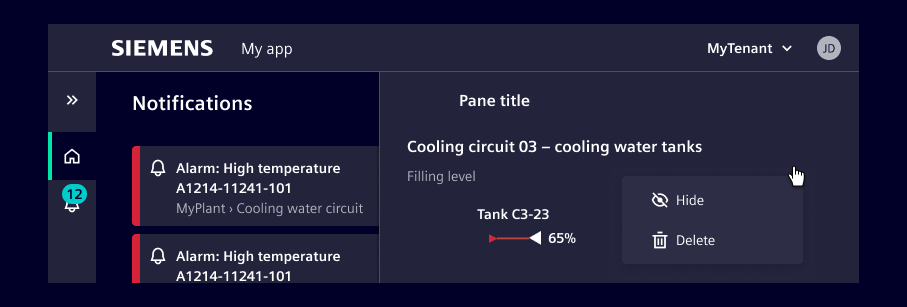 SIEMENS My app
MyTenant
JD
Notifications
Alarm: High temperature
A1214-11241-101
MyPlant › Cooling water circuit
12
Alarm: High temperature
A1214-11241-101
Pane title
Cooling circuit 03 – cooling water tanks
Filling level
Tank C3-23
65%
Hide
Delete